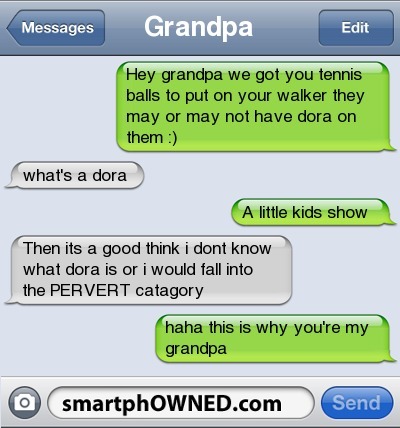 Messages
Grandpa
Edit
Hey grandpa we got you tennis
balls to put on your walker they
may or may not have dora on
them :)
what's a dora
A little kids show
Then its a good think i dont know
what dora is or i would fall into
the PERVERT catagory
haha this is why you're my
grandpa
smartphOWNED.com
Send